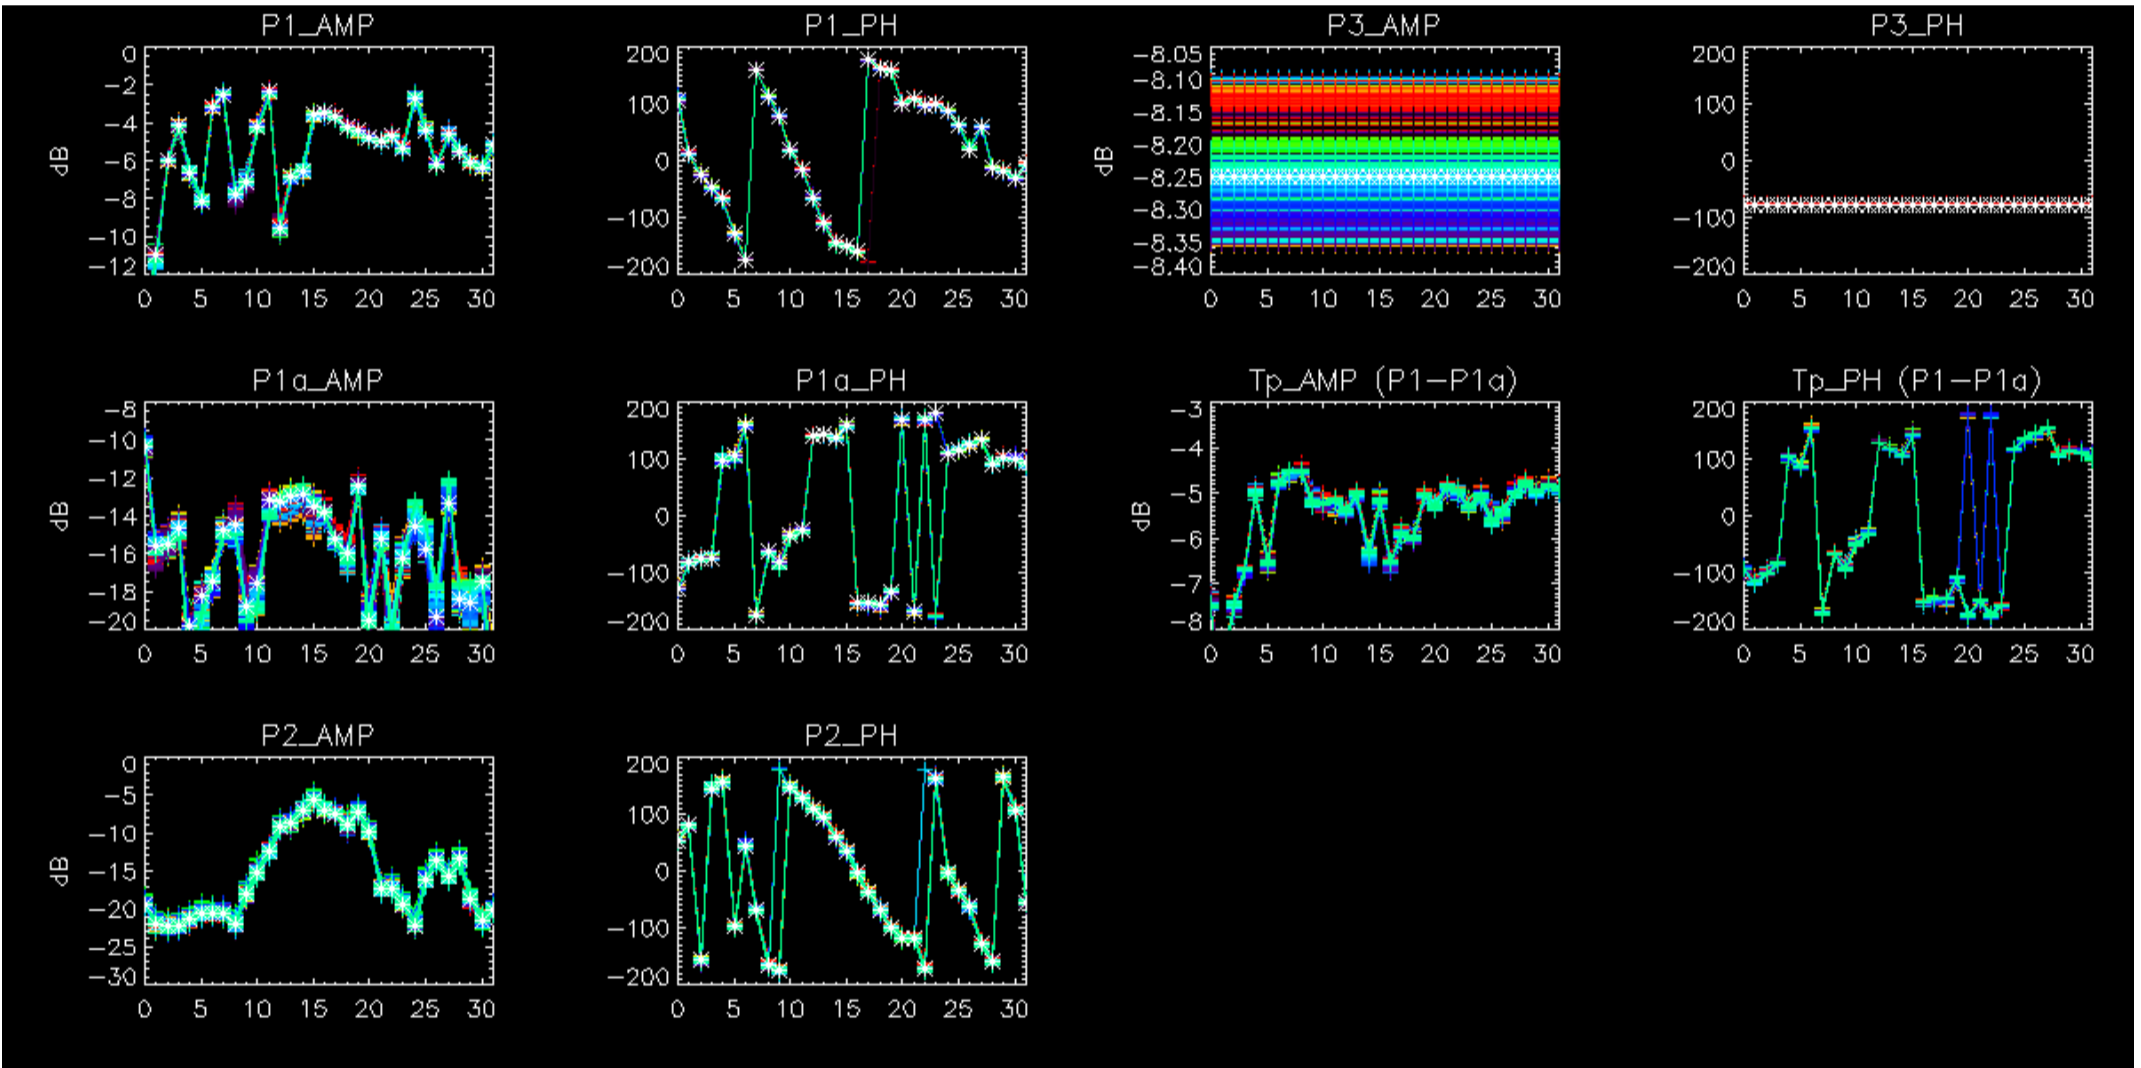 P1_AMP
P1_PH
P3_AMP
P3_PH
dB
0
−2
−4
−6
−8
−10
−12
0 5 10 15 20 25 30
200
100
0
−100
−200
0 5 10 15 20 25 30
dB
−8.05
−8.10
−8.15
−8.20
−8.25
−8.30
−8.35
−8.40
0 5 10 15 20 25 30
200
100
0
−100
−200
0 5 10 15 20 25 30
P1a_AMP
P1a_PH
Tp_AMP (P1−P1a)
Tp_PH (P1−P1a)
dB
−8
−10
−12
−14
−16
−18
−20
0 5 10 15 20 25 30
200
100
0
−100
−200
0 5 10 15 20 25 30
dB
−3
−4
−5
−6
−7
−8
0 5 10 15 20 25 30
200
100
0
−100
−200
0 5 10 15 20 25 30
P2_AMP
P2_PH
dB
0
−5
−10
−15
−20
−25
−30
0 5 10 15 20 25 30
200
100
0
−100
−200
0 5 10 15 20 25 30